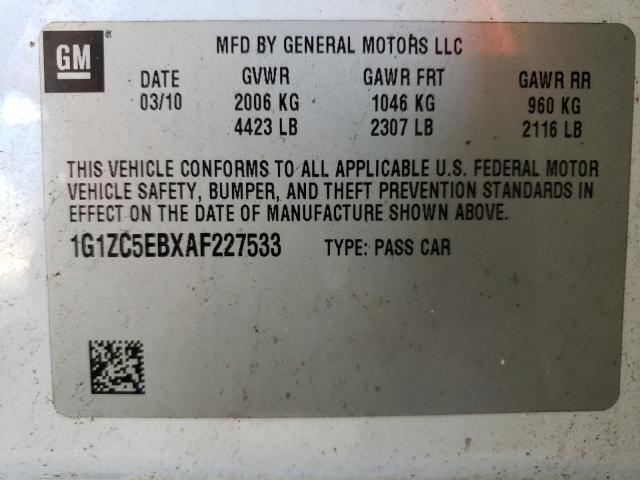 GM
MFD BY GENERAL MOTORS LLC
DATE GVWR GAWR FRT GAWR RR
03/10 2006 KG 1046 KG 960 KG
4423 LB 2307 LB 2116 LB
THIS VEHICLE CONFORMS TO ALL APPLICABLE U.S. FEDERAL MOTOR
VEHICLE SAFETY, BUMPER, AND THEFT PREVENTION STANDARDS IN
EFFECT ON THE DATE OF MANUFACTURE SHOWN ABOVE.
1G1ZC5EBXAF227533 TYPE: PASS CAR